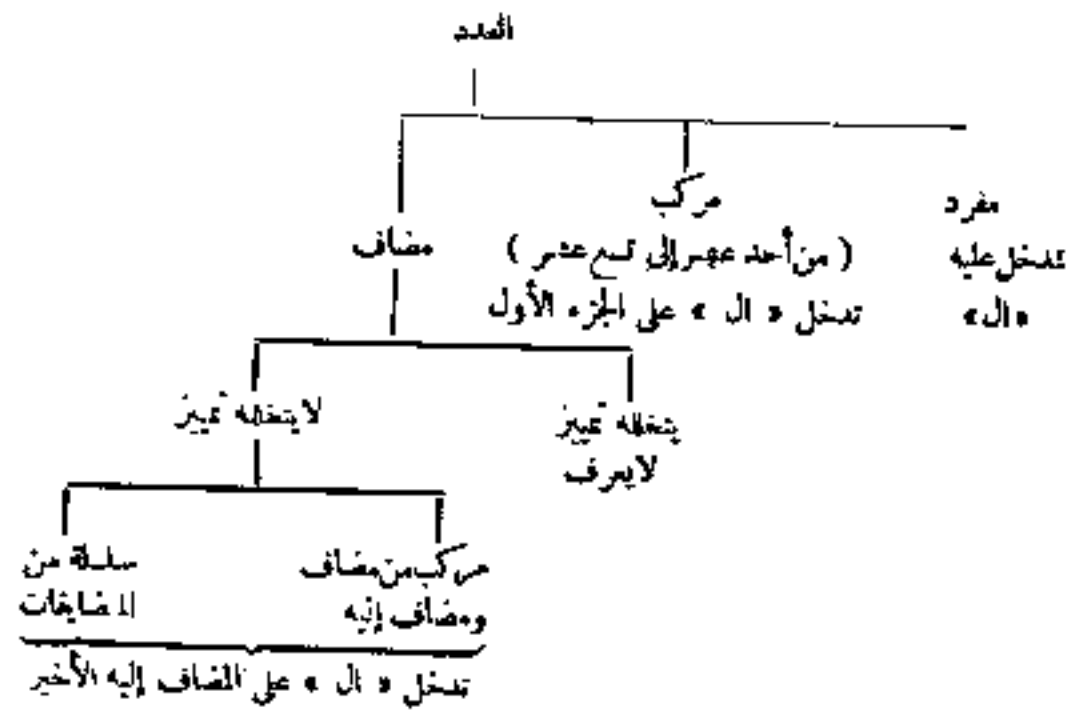 العدد
مفرد
تدخل عليه
«ال»
مركب
( من أحد عشر إلى تسع عشر )
تدخل « ال » على الجزء الأول
مضاف
يتخلله تمييز
لا يعرف
لا يتخلله تمييز
مركب من مضاف
ومضاف إليه
سلسلة من
المضايفات
تدخل « ال » على المضاف إليه الأخير